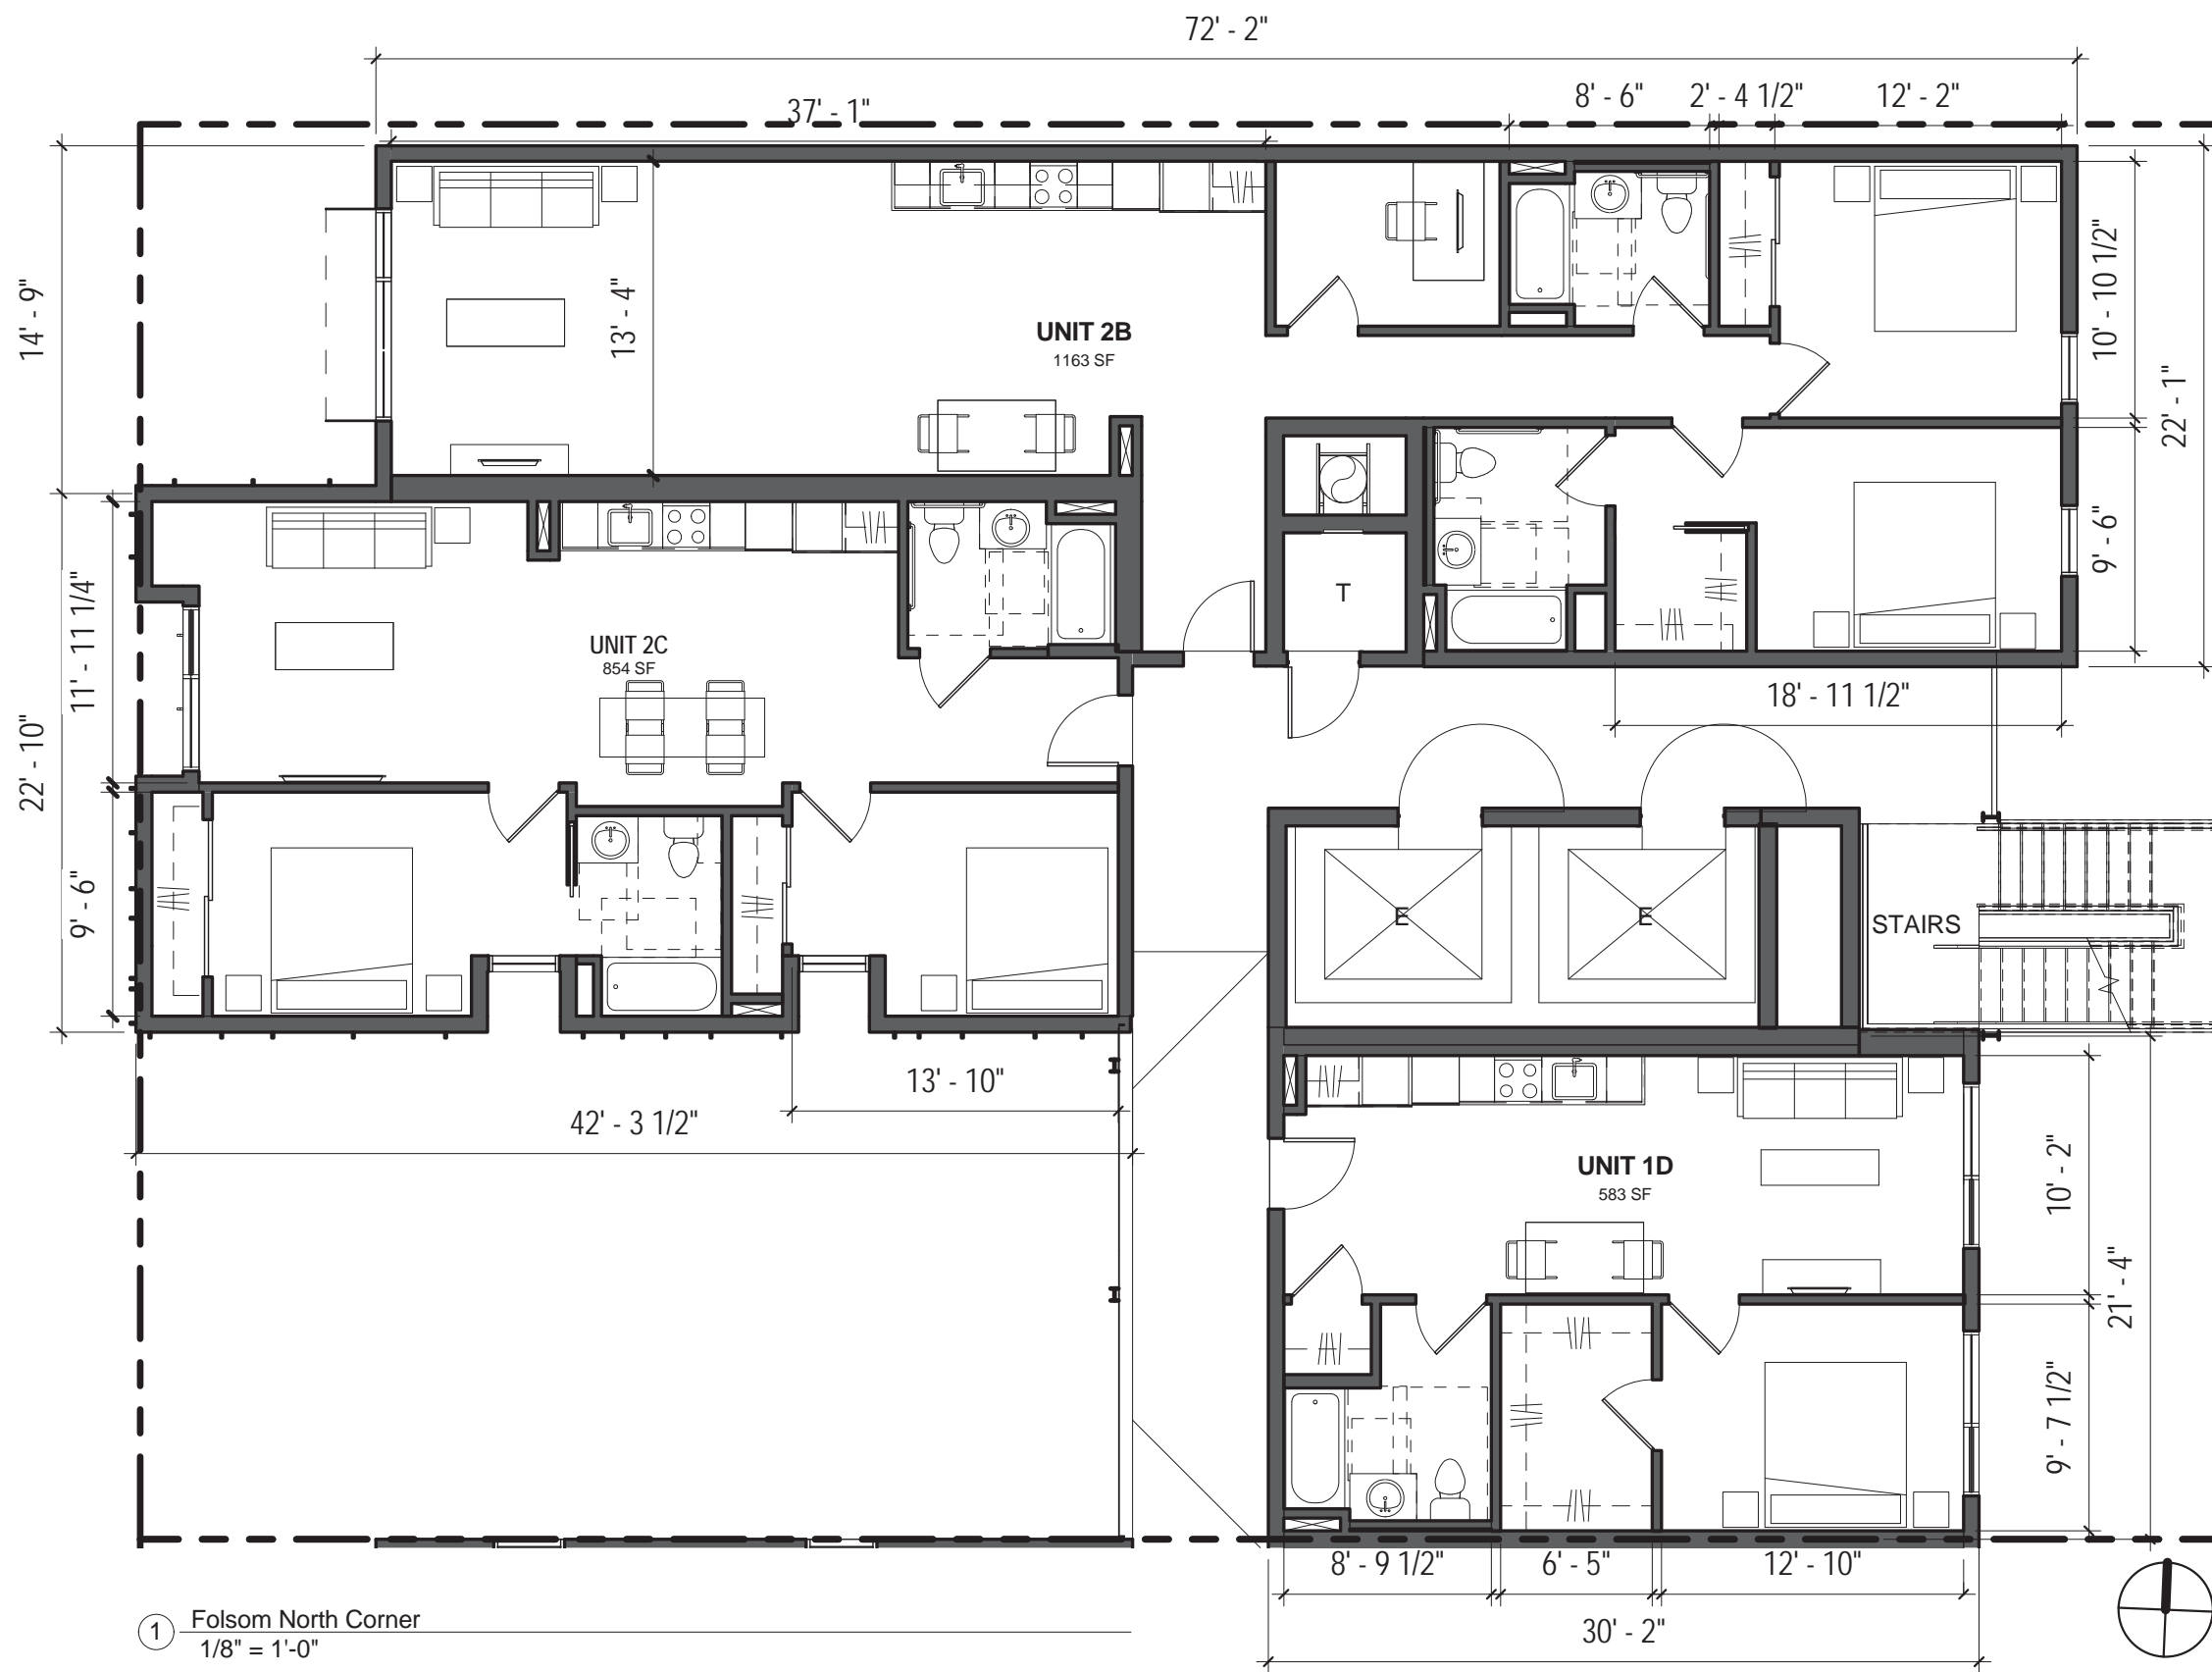 72' - 2"
37' - 1"
8' - 6"
2' - 4 1/2"
12' - 2"
14' - 9"
13' - 4"
UNIT 2B
1163 SF
10' - 10 1/2"
22' - 1"
9' - 6"
T
11' - 11 1/4"
UNIT 2C
854 SF
18' - 11 1/2"
22' - 10"
9' - 6"
E
E
STAIRS
13' - 10"
42' - 3 1/2"
UNIT 1D
583 SF
10' - 2"
21' - 4"
9' - 7 1/2"
8' - 9 1/2"
6' - 5"
12' - 10"
30' - 2"
1
Folsom North Corner
1/8" = 1'-0"